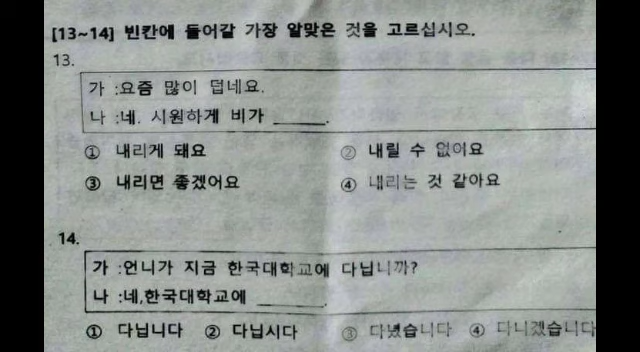 [13~14] 빈칸에 들어갈 가장 알맞은 것을 고르십시오.
13.
가 :요즘 많이 덥네요.
나 :네. 시원하게 비가 ______.
① 내리게 돼요 ② 내릴 수 없어요
③ 내리면 좋겠어요 ④ 내리는 것 같아요
14.
가 :언니가 지금 한국대학교에 다닙니까?
나 :네,한국대학교에 ______.
① 다닙니다 ② 다닙시다 ③ 다녔습니다 ④ 다니겠습니다